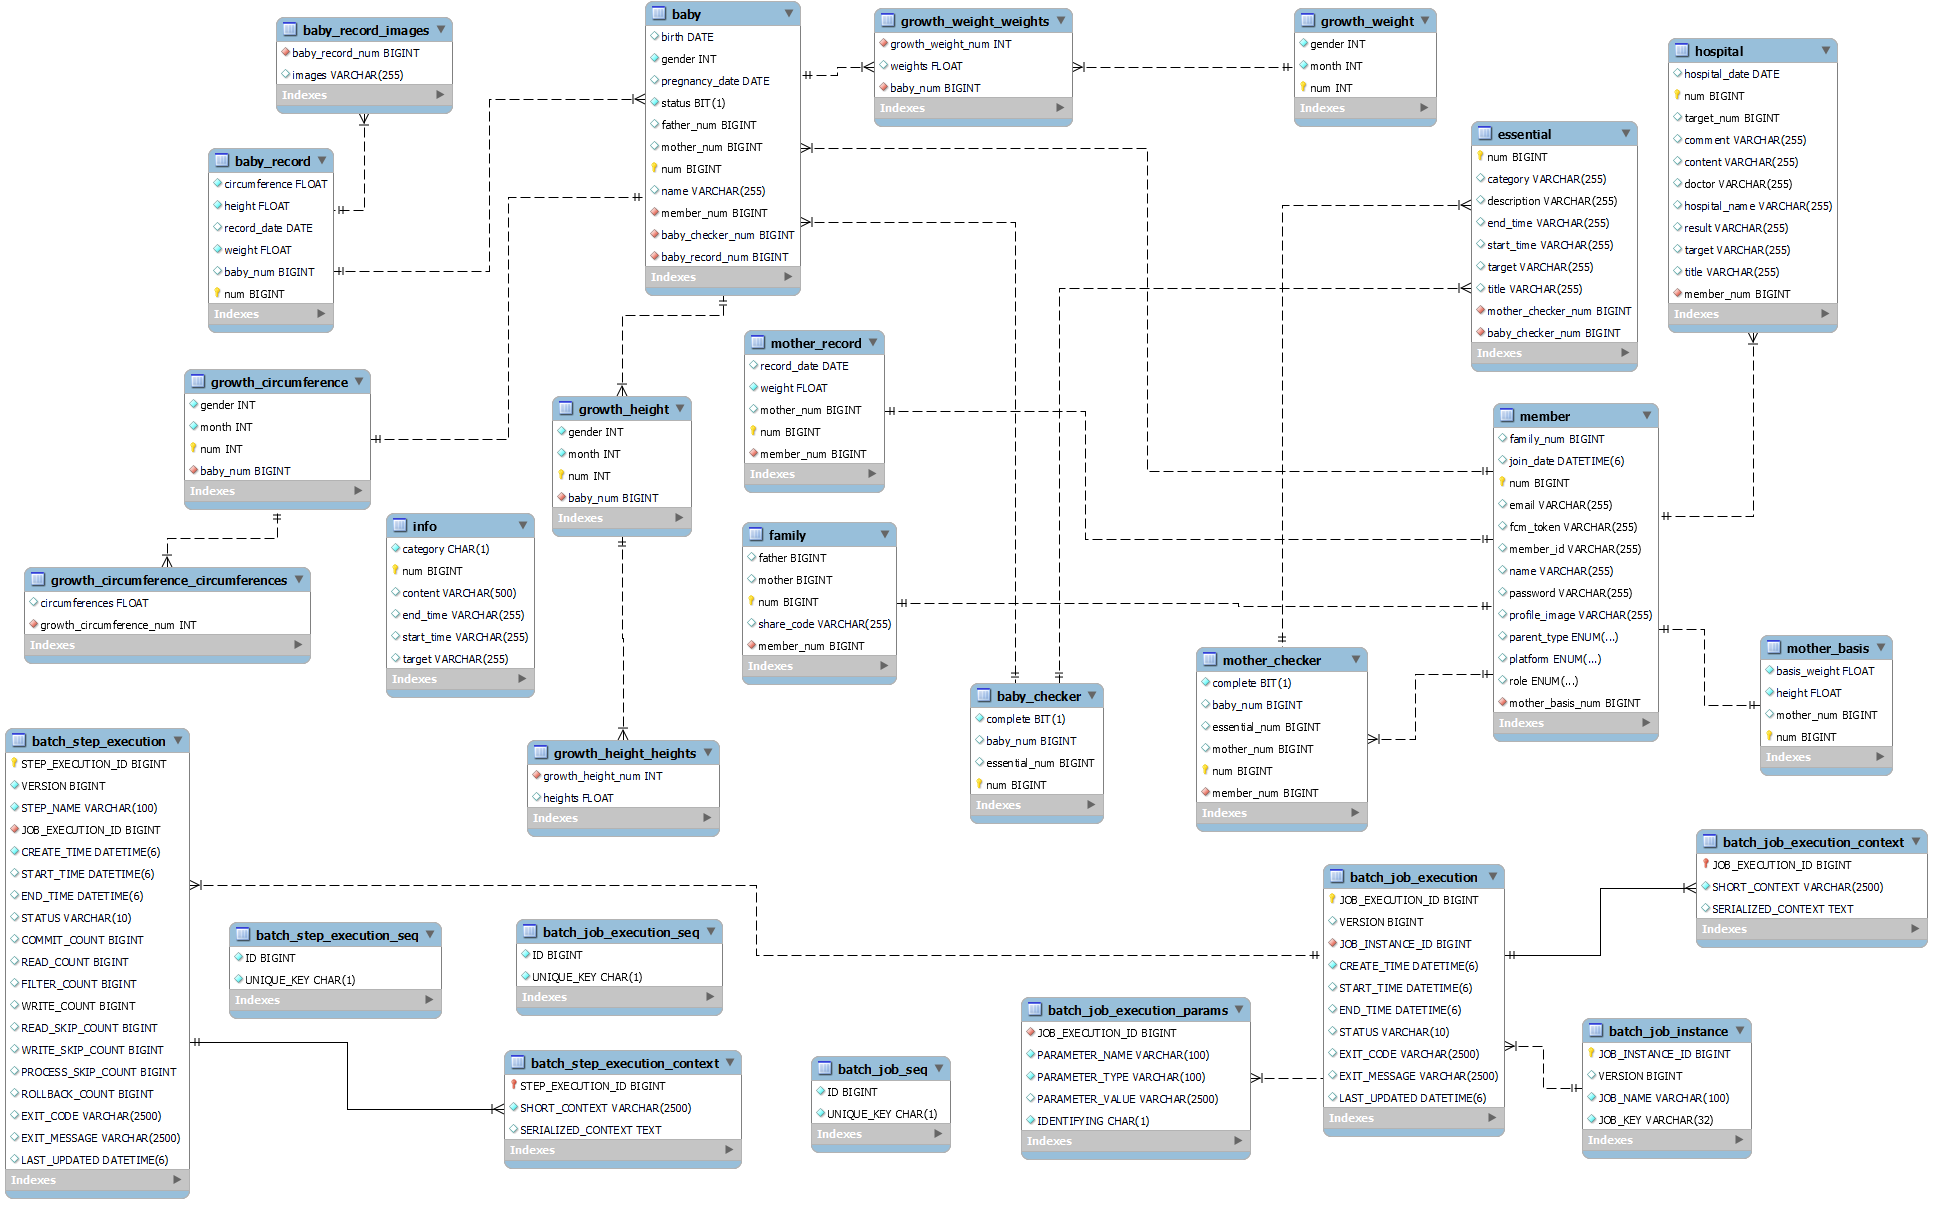 baby_record_images
baby_record_num BIGINT
images VARCHAR(255)
Indexes
baby
birth DATE
gender INT
pregnancy_date DATE
status BIT(1)
father_num BIGINT
mother_num BIGINT
num BIGINT
name VARCHAR(255)
member_num BIGINT
baby_checker_num BIGINT
baby_record_num BIGINT
Indexes
growth_weight_weights
growth_weight_num INT
weights FLOAT
baby_num BIGINT
Indexes
growth_weight
gender INT
month INT
num INT
Indexes
hospital
hospital_date DATE
num BIGINT
target_num BIGINT
comment VARCHAR(255)
content VARCHAR(255)
doctor VARCHAR(255)
hospital_name VARCHAR(255)
result VARCHAR(255)
target VARCHAR(255)
title VARCHAR(255)
member_num BIGINT
Indexes
essential
num BIGINT
category VARCHAR(255)
description VARCHAR(255)
end_time VARCHAR(255)
start_time VARCHAR(255)
target VARCHAR(255)
title VARCHAR(255)
mother_checker_num BIGINT
baby_checker_num BIGINT
Indexes
baby_record
circumference FLOAT
height FLOAT
record_date DATE
weight FLOAT
baby_num BIGINT
num BIGINT
Indexes
mother_record
record_date DATE
weight FLOAT
mother_num BIGINT
num BIGINT
member_num BIGINT
Indexes
growth_circumference
gender INT
month INT
num INT
baby_num BIGINT
Indexes
growth_height
gender INT
month INT
num INT
baby_num BIGINT
Indexes
member
family_num BIGINT
join_date DATETIME(6)
num BIGINT
email VARCHAR(255)
fcm_token VARCHAR(255)
member_id VARCHAR(255)
name VARCHAR(255)
password VARCHAR(255)
profile_image VARCHAR(255)
parent_type ENUM(...)
platform ENUM(...)
role ENUM(...)
mother_basis_num BIGINT
Indexes
info
category CHAR(1)
num BIGINT
content VARCHAR(500)
end_time VARCHAR(255)
start_time VARCHAR(255)
target VARCHAR(255)
Indexes
family
father BIGINT
mother BIGINT
num BIGINT
share_code VARCHAR(255)
member_num BIGINT
Indexes
growth_circumference_circumferences
circumferences FLOAT
growth_circumference_num INT
Indexes
mother_basis
basis_weight FLOAT
height FLOAT
mother_num BIGINT
num BIGINT
Indexes
mother_checker
complete BIT(1)
baby_num BIGINT
essential_num BIGINT
mother_num BIGINT
num BIGINT
member_num BIGINT
Indexes
baby_checker
complete BIT(1)
baby_num BIGINT
essential_num BIGINT
num BIGINT
Indexes
growth_height_heights
growth_height_num INT
heights FLOAT
Indexes
batch_step_execution
STEP_EXECUTION_ID BIGINT
VERSION BIGINT
STEP_NAME VARCHAR(100)
JOB_EXECUTION_ID BIGINT
CREATE_TIME DATETIME(6)
START_TIME DATETIME(6)
END_TIME DATETIME(6)
STATUS VARCHAR(10)
COMMIT_COUNT BIGINT
READ_COUNT BIGINT
FILTER_COUNT BIGINT
WRITE_COUNT BIGINT
READ_SKIP_COUNT BIGINT
WRITE_SKIP_COUNT BIGINT
PROCESS_SKIP_COUNT BIGINT
ROLLBACK_COUNT BIGINT
EXIT_CODE VARCHAR(2500)
EXIT_MESSAGE VARCHAR(2500)
LAST_UPDATED DATETIME(6)
Indexes
batch_job_execution_context
JOB_EXECUTION_ID BIGINT
SHORT_CONTEXT VARCHAR(2500)
SERIALIZED_CONTEXT TEXT
Indexes
batch_job_execution
JOB_EXECUTION_ID BIGINT
VERSION BIGINT
JOB_INSTANCE_ID BIGINT
CREATE_TIME DATETIME(6)
START_TIME DATETIME(6)
END_TIME DATETIME(6)
STATUS VARCHAR(10)
EXIT_CODE VARCHAR(2500)
EXIT_MESSAGE VARCHAR(2500)
LAST_UPDATED DATETIME(6)
Indexes
batch_step_execution_seq
ID BIGINT
UNIQUE_KEY CHAR(1)
Indexes
batch_job_execution_seq
ID BIGINT
UNIQUE_KEY CHAR(1)
Indexes
batch_job_execution_params
JOB_EXECUTION_ID BIGINT
PARAMETER_NAME VARCHAR(100)
PARAMETER_TYPE VARCHAR(100)
PARAMETER_VALUE VARCHAR(2500)
IDENTIFYING CHAR(1)
Indexes
batch_job_instance
JOB_INSTANCE_ID BIGINT
VERSION BIGINT
JOB_NAME VARCHAR(100)
JOB_KEY VARCHAR(32)
Indexes
batch_step_execution_context
STEP_EXECUTION_ID BIGINT
SHORT_CONTEXT VARCHAR(2500)
SERIALIZED_CONTEXT TEXT
Indexes
batch_job_seq
ID BIGINT
UNIQUE_KEY CHAR(1)
Indexes